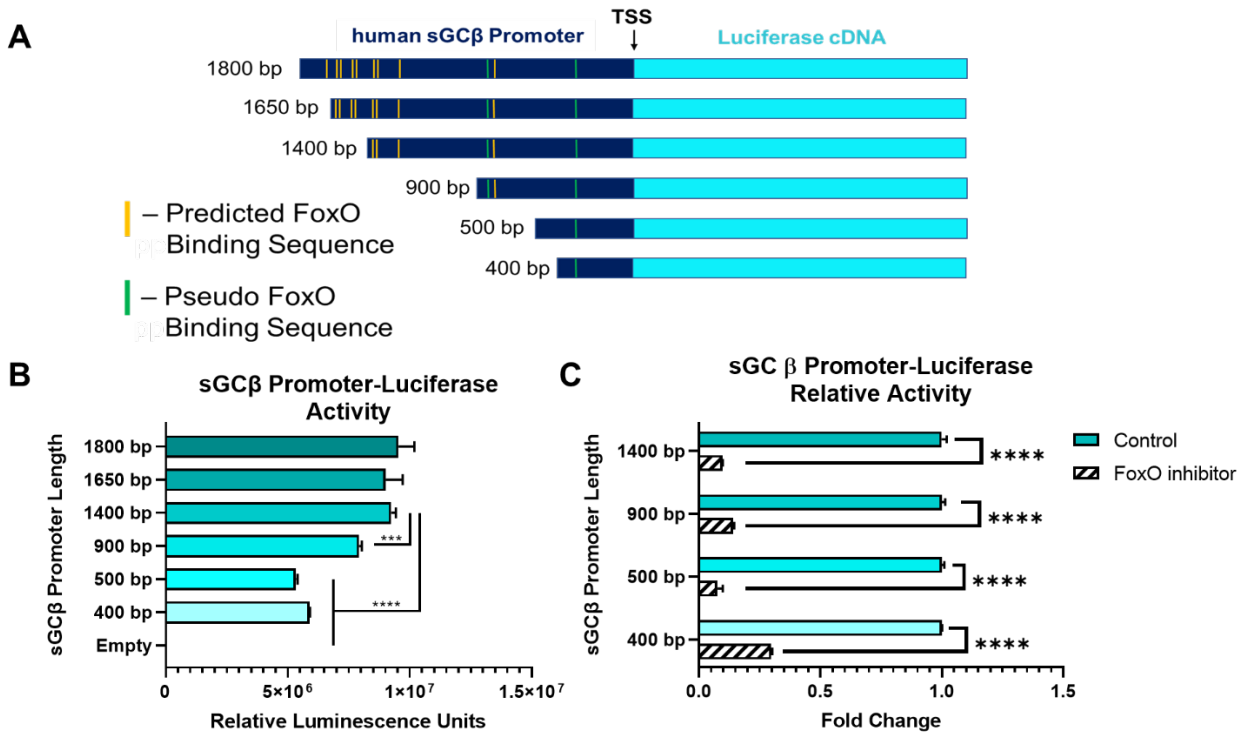 A
human sGCβ Promoter
TSS
Luciferase cDNA
1800 bp
1650 bp
1400 bp
900 bp
500 bp
400 bp
– Predicted FoxO
Binding Sequence
– Pseudo FoxO
Binding Sequence
B
sGCβ Promoter-Luciferase
Activity
sGCβ Promoter Length
1800 bp
1650 bp
1400 bp
900 bp
500 bp
400 bp
Empty
***
****
0
5×10⁶
1×10⁷
1.5×10⁷
Relative Luminescence Units
C
sGC β Promoter-Luciferase
Relative Activity
sGCβ Promoter Length
1400 bp
900 bp
500 bp
400 bp
****
****
****
****
Control
FoxO inhibitor
0.0
0.5
1.0
1.5
Fold Change